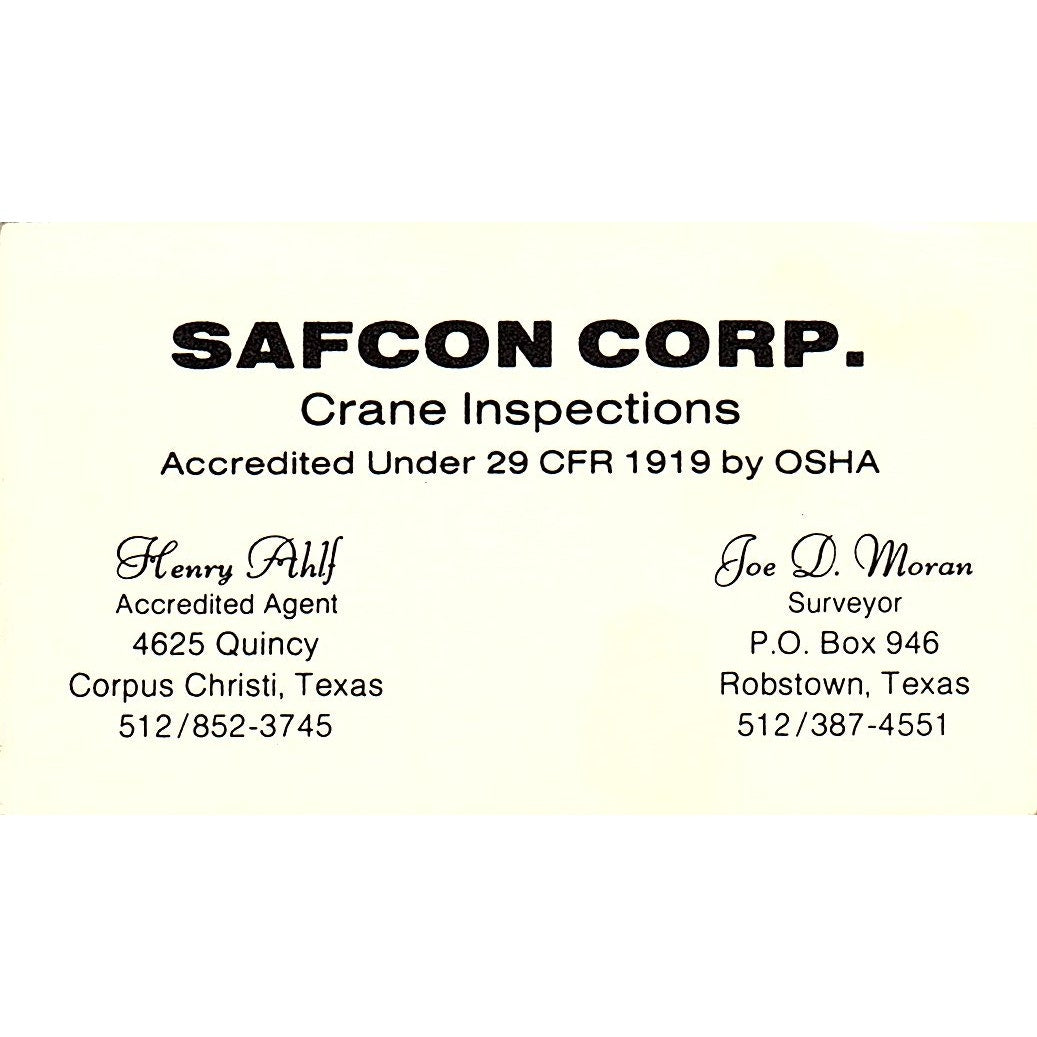 SAFCON CORP.
Crane Inspections
Accredited Under 29 CFR 1919 by OSHA
Henry Ahlf
Accredited Agent
4625 Quincy
Corpus Christi, Texas
512/852-3745
Joe D. Moran
Surveyor
P.O. Box 946
Robstown, Texas
512/387-4551